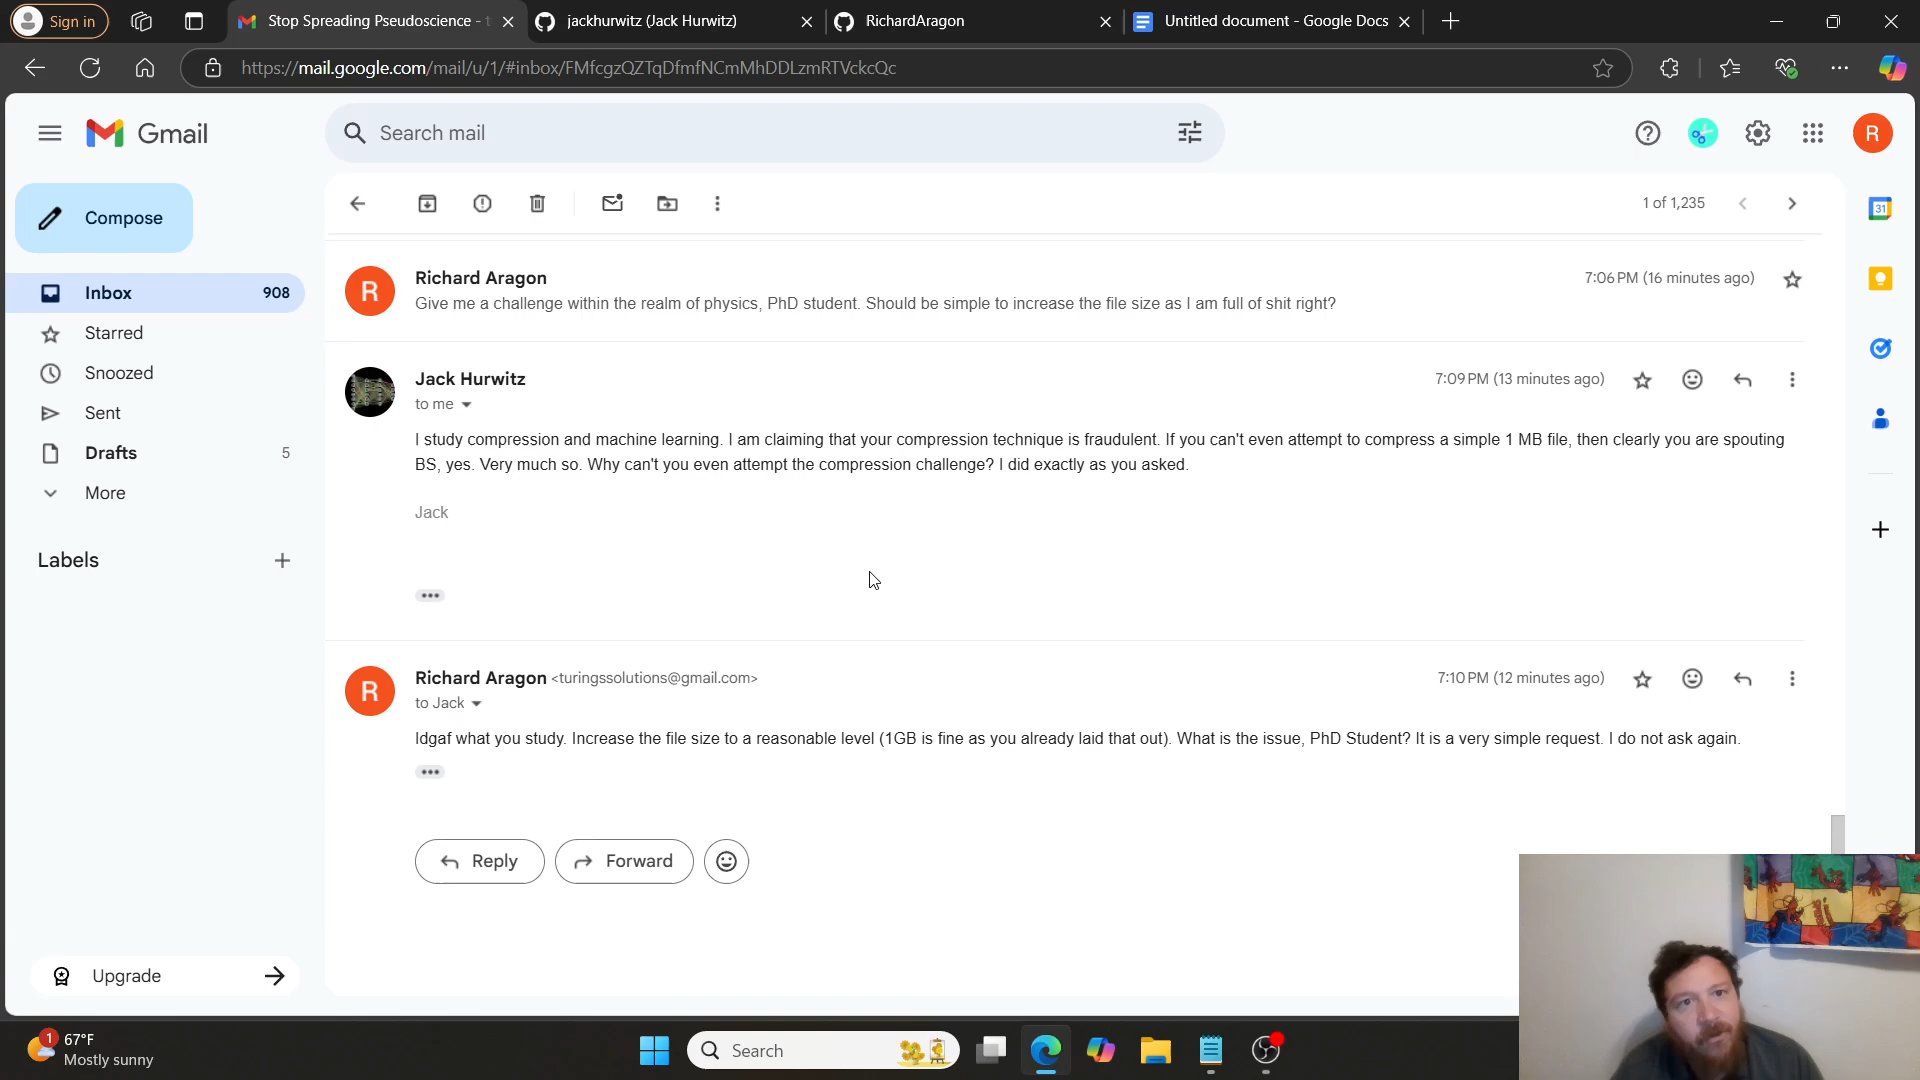 Sign in
Stop Spreading Pseudoscience - t
jackhurwitz (Jack Hurwitz)
RichardAragon
Untitled document - Google Docs
https://mail.google.com/mail/u/1/#inbox/FMfcgzQZTqDfmfNCmMhDDLzmRTVckcQc
Gmail
Search mail
R
Compose
1 of 1,235
31
Inbox 908
Starred
Snoozed
Sent
Drafts 5
More
Labels
Upgrade
R
Richard Aragon
7:06 PM (16 minutes ago)
Give me a challenge within the realm of physics, PhD student. Should be simple to increase the file size as I am full of shit right?
Jack Hurwitz
7:09 PM (13 minutes ago)
to me
I study compression and machine learning. I am claiming that your compression technique is fraudulent. If you can't even attempt to compress a simple 1 MB file, then clearly you are spouting
BS, yes. Very much so. Why can't you even attempt the compression challenge? I did exactly as you asked.
Jack
R
Richard Aragon <turingssolutions@gmail.com>
7:10 PM (12 minutes ago)
to Jack
Idgaf what you study. Increase the file size to a reasonable level (1GB is fine as you already laid that out). What is the issue, PhD Student? It is a very simple request. I do not ask again.
Reply
Forward
1
67°F
Mostly sunny
Search